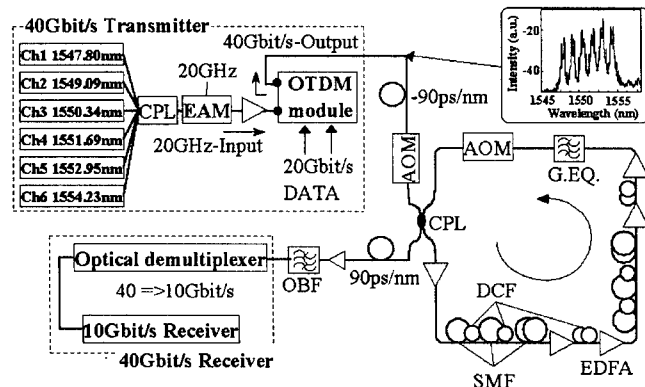 40Gbit/s Transmitter
Ch1 1547.80nm
Ch2 1549.09nm
Ch3 1550.34nm
Ch4 1551.69nm
Ch5 1552.95nm
Ch6 1554.23nm
CPL
EAM
20GHz
20GHz-Input
40Gbit/s-Output
OTDM
module
20Gbit/s
DATA
-90ps/nm
Intensity (a.u.)
-20
-40
1545
1550
1555
Wavelength (nm)
AOM
AOM
G.EQ.
CPL
Optical demultiplexer
40 =>10Gbit/s
10Gbit/s Receiver
40Gbit/s Receiver
OBF
90ps/nm
DCF
SMF
EDFA